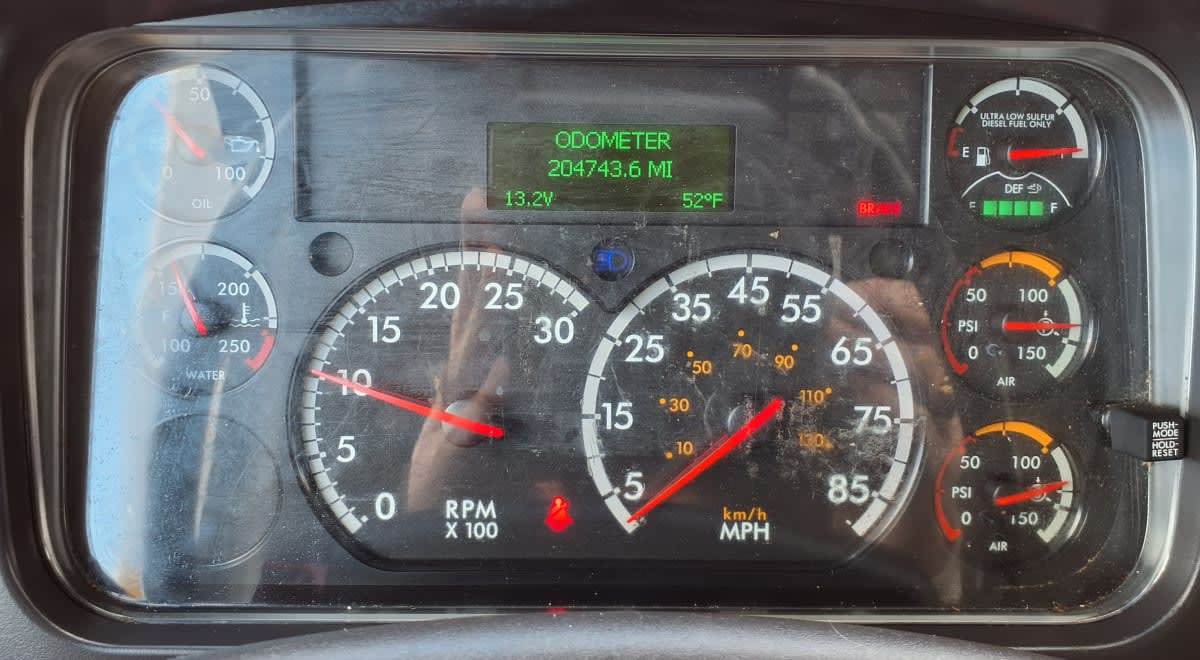 50
0 100
OIL
ODOMETER
204743.6 MI
13.2V 52°F
BRAKE
ULTRA LOW SULFUR
DIESEL FUEL ONLY
E
DEF
E F
150 200
100 250
WATER
0 5 10 15 20 25 30
RPM
X 100
5 15 25 35 45 55 65 75 85
10 30 50 70 90 110 130
km/h
MPH
50 100
PSI
0 150
AIR
50 100
PSI
0 150
AIR
PUSH-
MODE
HOLD-
RESET